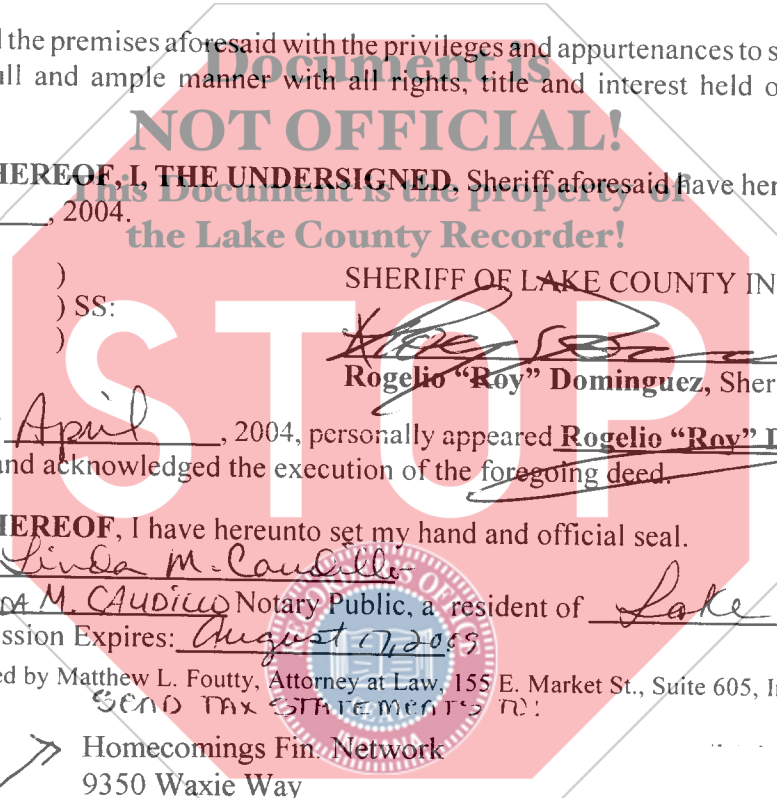 the premises aforesaid with the privileges and appurtenances to s
Document is
ull and ample manner with all rights, title and interest held o
NOT OFFICIAL!
HEREOF, I, THE UNDERSIGNED, Sheriff aforesaid have her
This Document is the property of
, 2004.
the Lake County Recorder!
)
SHERIFF OF LAKE COUNTY IN
) SS:
)
STOP
Rogelio “Roy” Dominguez, Sher
April, 2004, personally appeared Rogelio “Roy” D
and acknowledged the execution of the foregoing deed.
HEREOF, I have hereunto set my hand and official seal.
Linda M. Caudillo
DA M. CAUDILLO Notary Public, a resident of Lake
ssion Expires: August 17, 2009
ed by Matthew L. Foutty, Attorney at Law, 155 E. Market St., Suite 605, I
SEND TAX STATEMENTS TO:
Homecomings Fin. Network
9350 Waxie Way